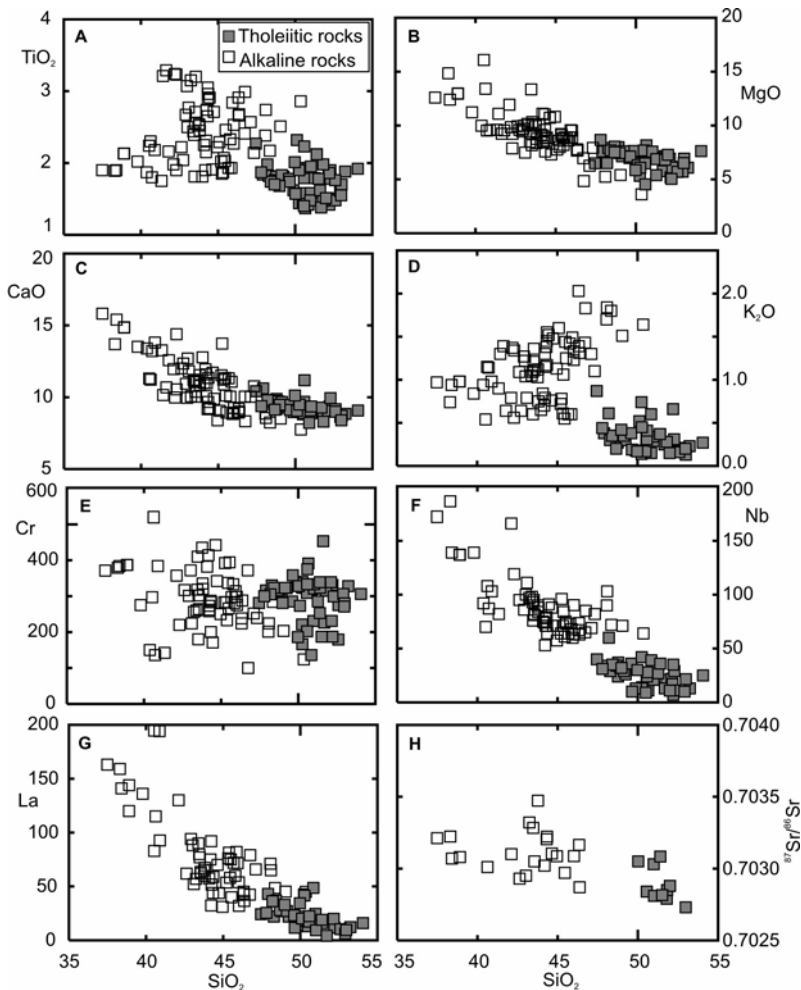 A
TiO₂
4
3
2
1
Tholeiitic rocks
Alkaline rocks
B
MgO
20
15
10
5
0
C
CaO
20
15
10
5
D
K₂O
2.0
1.0
0.0
E
Cr
600
400
200
0
F
Nb
200
150
100
50
0
G
La
200
150
100
50
0
35 40 45 50 55
SiO₂
H
⁸⁷Sr/⁸⁶Sr
0.7040
0.7035
0.7030
0.7025
35 40 45 50 55
SiO₂